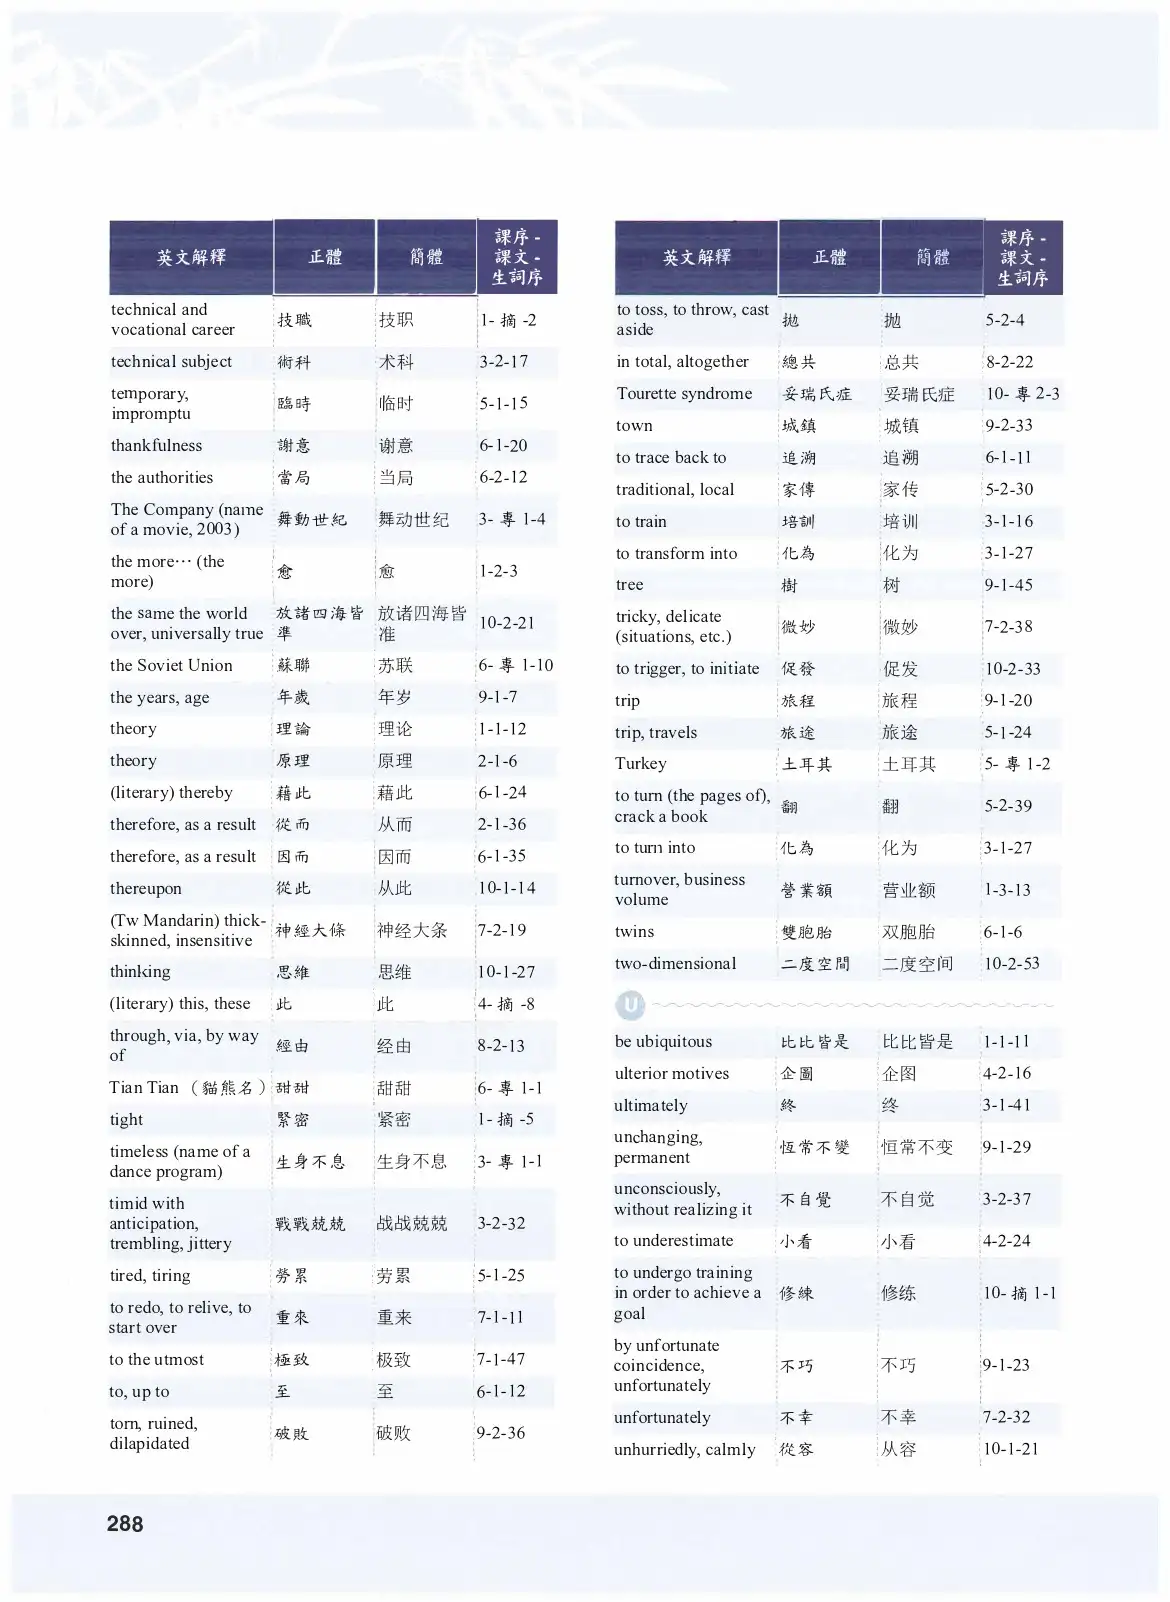 英文解釋 正體 簡體 課序 - 課文 - 生詞序
technical and vocational career 技職 技职 1- 摘 -2
technical subject 術科 术科 3-2-17
temporary, impromptu 臨時 临时 5-1-15
thankfulness 謝意 谢意 6-1-20
the authorities 當局 当局 6-2-12
The Company (name of a movie, 2003) 舞動世紀 舞动世纪 3- 專 1-4
the more⋯ (the more) 愈 愈 1-2-3
the same the world over, universally true 放諸四海皆準 放诸四海皆准 10-2-21
the Soviet Union 蘇聯 苏联 6- 專 1-10
the years, age 年歲 年岁 9-1-7
theory 理論 理论 1-1-12
theory 原理 原理 2-1-6
(literary) thereby 藉此 藉此 6-1-24
therefore, as a result 從而 从而 2-1-36
therefore, as a result 因而 因而 6-1-35
thereupon 從此 从此 10-1-14
(Tw Mandarin) thick-skinned, insensitive 神經大條 神经大条 7-2-19
thinking 思維 思维 10-1-27
(literary) this, these 此 此 4- 摘 -8
through, via, by way of 經由 经由 8-2-13
Tian Tian （貓熊名） 甜甜 甜甜 6- 專 1-1
tight 緊密 紧密 1- 摘 -5
timeless (name of a dance program) 生身不息 生身不息 3- 專 1-1
timid with anticipation, trembling, jittery 戰戰兢兢 战战兢兢 3-2-32
tired, tiring 勞累 劳累 5-1-25
to redo, to relive, to start over 重來 重来 7-1-11
to the utmost 極致 极致 7-1-47
to, up to 至 至 6-1-12
torn, ruined, dilapidated 破敗 破败 9-2-36
英文解釋 正體 簡體 課序 - 課文 - 生詞序
to toss, to throw, cast aside 拋 抛 5-2-4
in total, altogether 總共 总共 8-2-22
Tourette syndrome 妥瑞氏症 妥瑞氏症 10- 專 2-3
town 城鎮 城镇 9-2-33
to trace back to 追溯 追溯 6-1-11
traditional, local 家傳 家传 5-2-30
to train 培訓 培训 3-1-16
to transform into 化為 化为 3-1-27
tree 樹 树 9-1-45
tricky, delicate (situations, etc.) 微妙 微妙 7-2-38
to trigger, to initiate 促發 促发 10-2-33
trip 旅程 旅程 9-1-20
trip, travels 旅途 旅途 5-1-24
Turkey 土耳其 土耳其 5- 專 1-2
to turn (the pages of), crack a book 翻 翻 5-2-39
to turn into 化為 化为 3-1-27
turnover, business volume 營業額 营业额 1-3-13
twins 雙胞胎 双胞胎 6-1-6
two-dimensional 二度空間 二度空间 10-2-53
U
be ubiquitous 比比皆是 比比皆是 1-1-11
ulterior motives 企圖 企图 4-2-16
ultimately 終 终 3-1-41
unchanging, permanent 恆常不變 恒常不变 9-1-29
unconsciously, without realizing it 不自覺 不自觉 3-2-37
to underestimate 小看 小看 4-2-24
to undergo training in order to achieve a goal 修練 修练 10- 摘 1-1
by unfortunate coincidence, unfortunately 不巧 不巧 9-1-23
unfortunately 不幸 不幸 7-2-32
unhurriedly, calmly 從容 从容 10-1-21
288